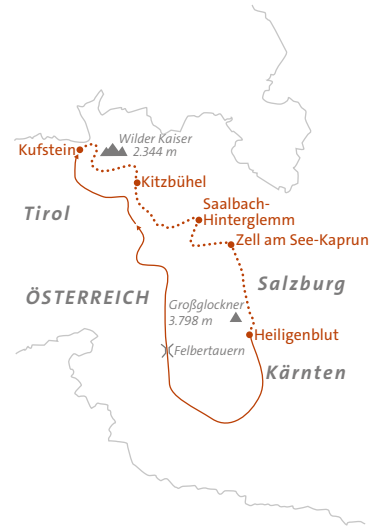 Wilder Kaiser
2.344 m
Kufstein
Kitzbühel
Saalbach-
Hinterglemm
Tirol
Zell am See-Kaprun
Salzburg
ÖSTERREICH
Großglockner
3.798 m
Heiligenblut
Felbertauern
Kärnten